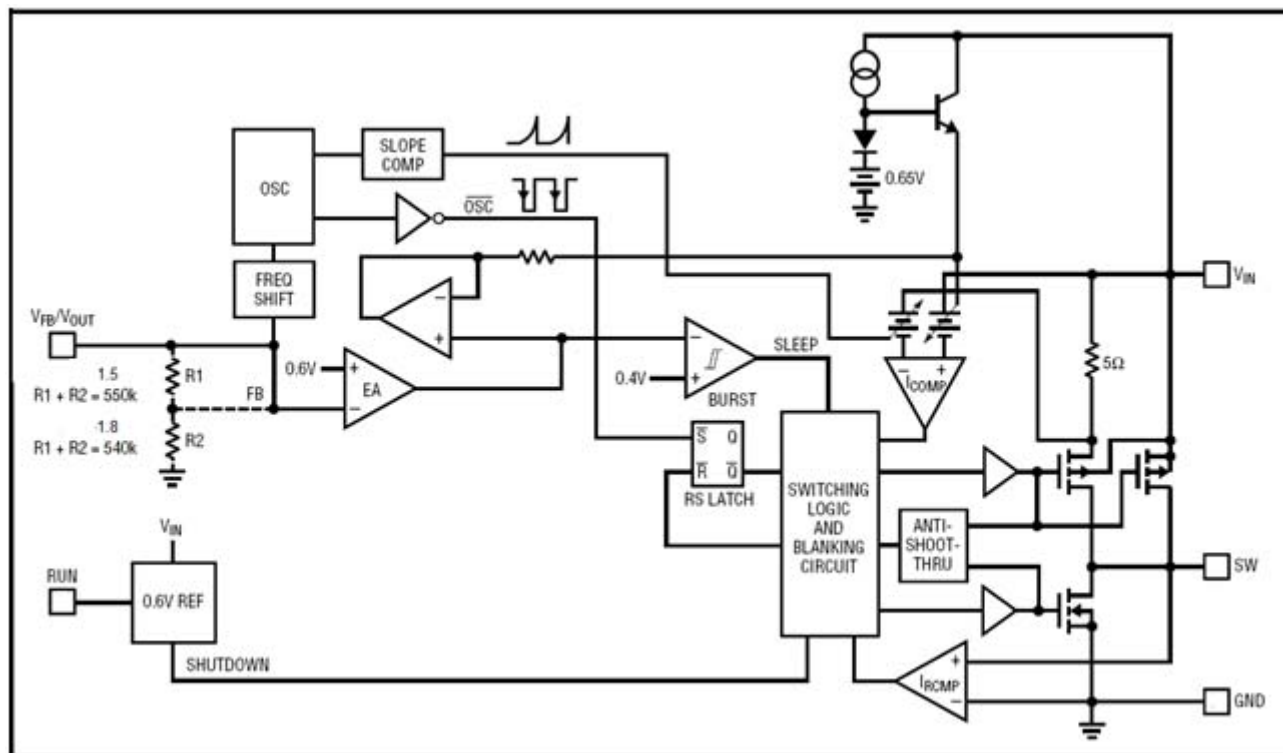 OSC
SLOPE
COMP
OSC
0.65V
FREQ
SHIFT
VFB/VOUT
VIN
1.5
R1 + R2 = 550k
R1
FB
1.8
R1 + R2 = 540k
R2
0.6V
+
EA
−
−
+
−
0.4V
+
BURST
SLEEP
− +
ICOMP
5Ω
S Q
R Q
RS LATCH
SWITCHING
LOGIC
AND
BLANKING
CIRCUIT
ANTI-
SHOOT-
THRU
SW
VIN
RUN
0.6V REF
SHUTDOWN
+
IRCMP
−
GND